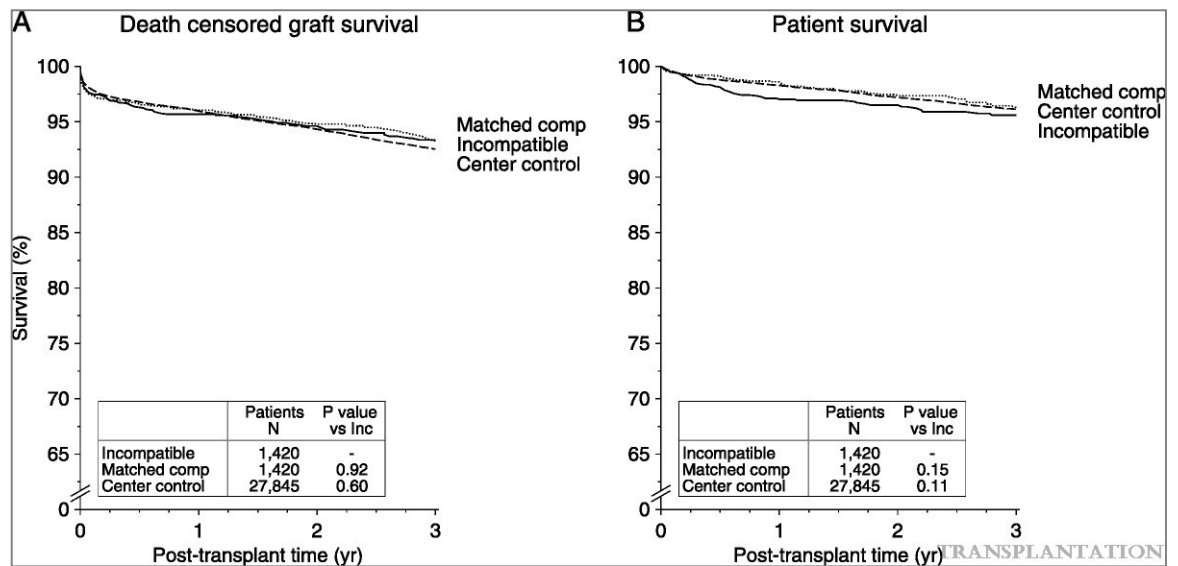 A Death censored graft survival
100
95
90
85
80
75
70
65
0
Survival (%)
Matched comp
Incompatible
Center control
Patients P value
N vs Inc
Incompatible 1,420 -
Matched comp 1,420 0.92
Center control 27,845 0.60
0 1 2 3
Post-transplant time (yr)
B Patient survival
100
95
90
85
80
75
70
65
0
Matched comp
Center control
Incompatible
Patients P value
N vs Inc
Incompatible 1,420 -
Matched comp 1,420 0.15
Center control 27,845 0.11
0 1 2 3
Post-transplant time (yr)
TRANSPLANTATION